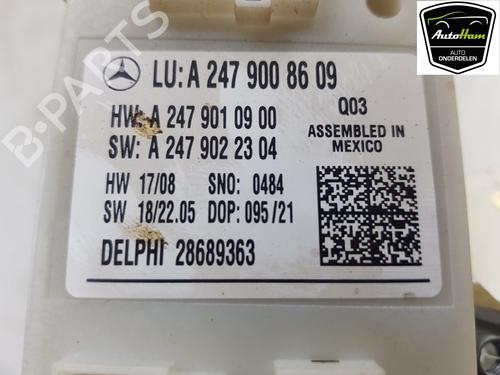 LU: A 247 900 86 09
HW: A 247 901 09 00
SW: A 247 902 23 04
Q03
ASSEMBLED IN
MEXICO
HW 17/08 SNO: 0484
SW 18/22.05 DOP: 095/21
DELPHI 28689363
AutoHam
AUTO
ONDERDELEN
B PARTS